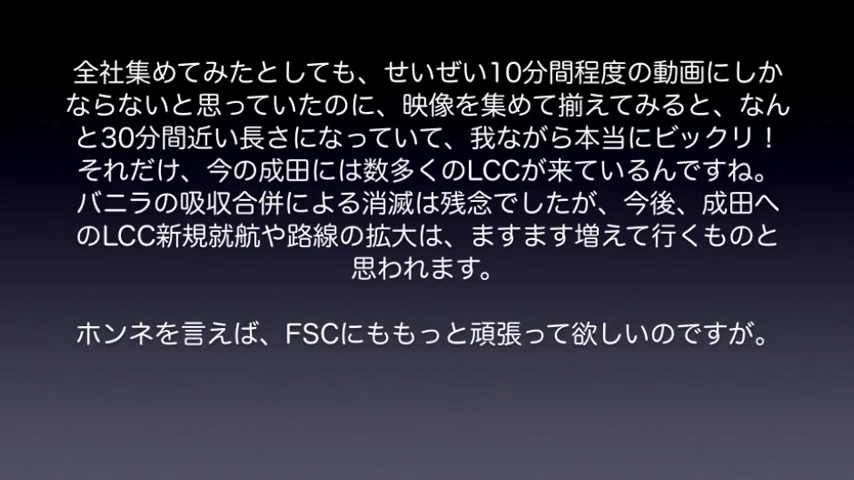 全社集めてみたとしても、せいぜい10分間程度の動画にしか
ならないと思っていたのに、映像を集めて揃えてみると、なん
と30分間近い長さになっていて、我ながら本当にビックリ！
それだけ、今の成田には数多くのLCCが来ているんですね。
バニラの吸収合併による消滅は残念でしたが、今後、成田へ
のLCC新規就航や路線の拡大は、ますます増えて行くものと
思われます。
ホンネを言えば、FSCにももっと頑張って欲しいのですが。